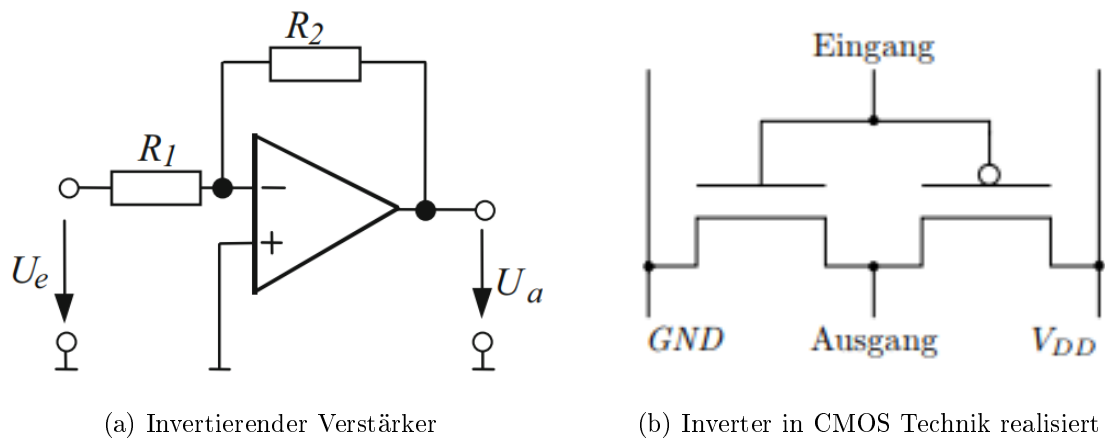 R2
R1
−
+
Ue
Ua
(a) Invertierender Verstärker
Eingang
GND
Ausgang
VDD
(b) Inverter in CMOS Technik realisiert